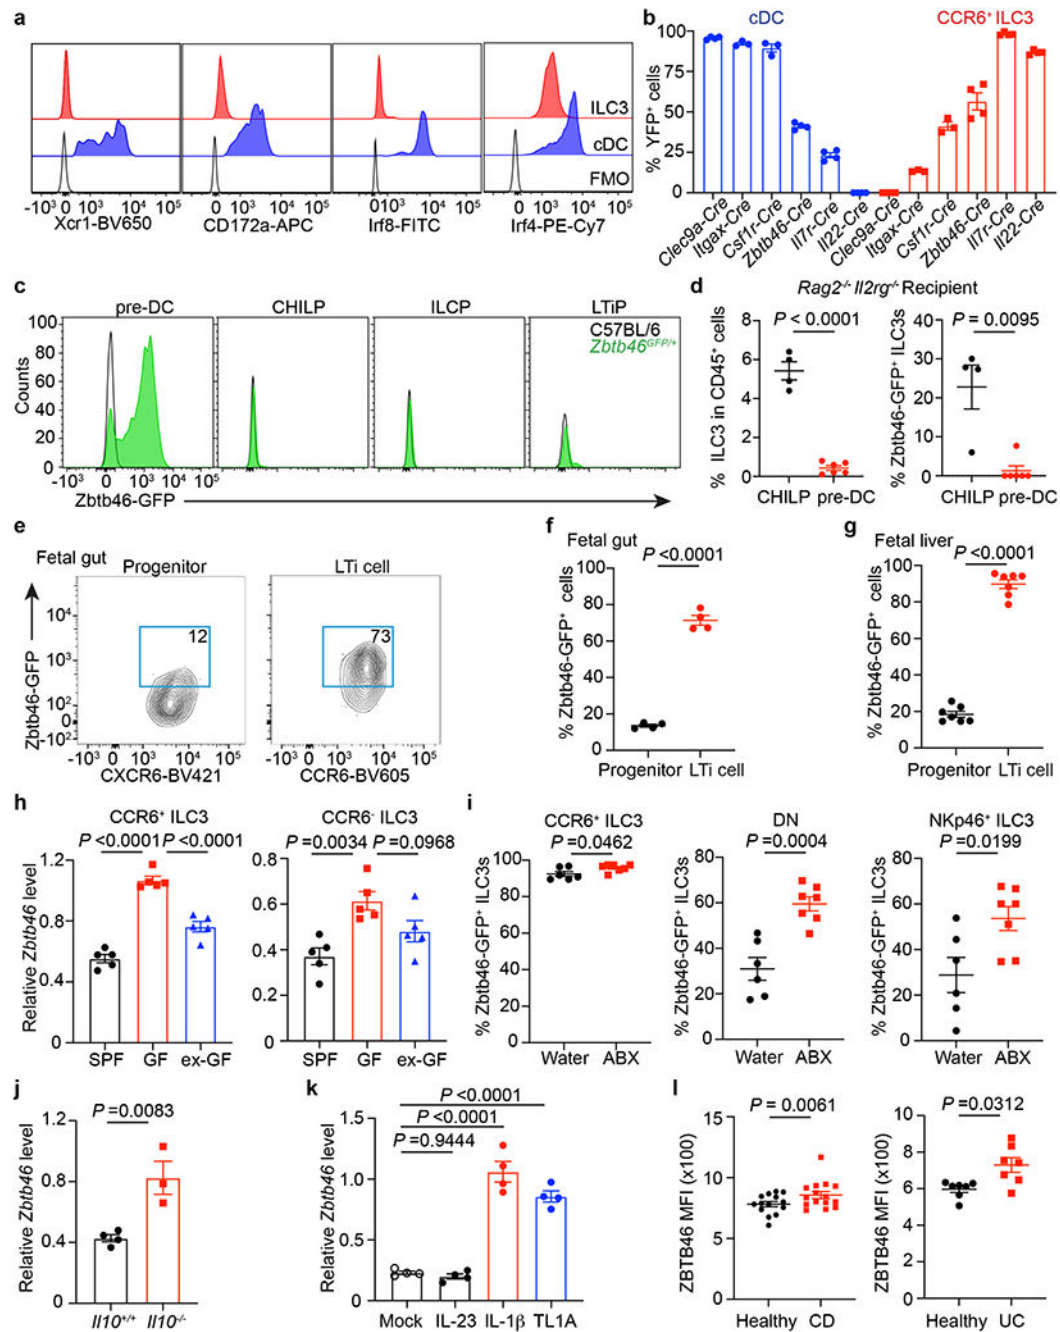 a
ILC3
cDC
FMO
-10³ 0 10³ 10⁴ 10⁵
Xcr1-BV650
0 10³ 10⁴ 10⁵
CD172a-APC
0 10³ 10⁴ 10⁵
Irf8-FITC
0 10³ 10⁴ 10⁵
Irf4-PE-Cy7
b
cDC
CCR6⁺ ILC3
% YFP⁺ cells
100
75
50
25
0
Clec9a-Cre
Itgax-Cre
Csf1r-Cre
Zbtb46-Cre
Il7r-Cre
Il22-Cre
Clec9a-Cre
Itgax-Cre
Csf1r-Cre
Zbtb46-Cre
Il7r-Cre
Il22-Cre
c
pre-DC
CHILP
ILCP
LTiP
C57BL/6
Zbtb46ᴳᶠᴾ/⁺
Counts
100
80
60
40
20
0
-10³ 0 10³ 10⁴ 10⁵
Zbtb46-GFP
d
Rag2⁻/⁻ Il2rg⁻/⁻ Recipient
P < 0.0001
% ILC3 in CD45⁺ cells
8
6
4
2
0
CHILP pre-DC
P = 0.0095
% Zbtb46-GFP⁺ ILC3s
40
30
20
10
0
CHILP pre-DC
e
Fetal gut
Progenitor
12
LTi cell
73
Zbtb46-GFP
10⁴
10³
10²
0
-10²
-10³ 0 10³ 10⁴ 10⁵
CXCR6-BV421
-10³ 0 10³ 10⁴ 10⁵
CCR6-BV605
f
Fetal gut
P <0.0001
% Zbtb46-GFP⁺ cells
100
80
60
40
20
0
Progenitor LTi cell
g
Fetal liver
P <0.0001
% Zbtb46-GFP⁺ cells
100
80
60
40
20
0
Progenitor LTi cell
h
CCR6⁺ ILC3
P <0.0001 P <0.0001
Relative Zbtb46 level
1.2
0.8
0.4
0
SPF GF ex-GF
CCR6⁻ ILC3
P =0.0034 P =0.0968
0.8
0.6
0.4
0.2
0
SPF GF ex-GF
i
CCR6⁺ ILC3
P =0.0462
% Zbtb46-GFP⁺ ILC3s
100
80
60
40
20
0
Water ABX
DN
P =0.0004
% Zbtb46-GFP⁺ ILC3s
80
60
40
20
0
Water ABX
NKp46⁺ ILC3
P =0.0199
% Zbtb46-GFP⁺ ILC3s
80
60
40
20
0
Water ABX
j
P =0.0083
Relative Zbtb46 level
1.2
0.8
0.4
0
Il10⁺/⁺ Il10⁻/⁻
k
P <0.0001
P <0.0001
P =0.9444
Relative Zbtb46 level
1.5
1.0
0.5
0
Mock IL-23 IL-1β TL1A
l
P = 0.0061
ZBTB46 MFI (x100)
15
10
5
0
Healthy CD
P =0.0312
ZBTB46 MFI (x100)
10
8
6
4
2
0
Healthy UC